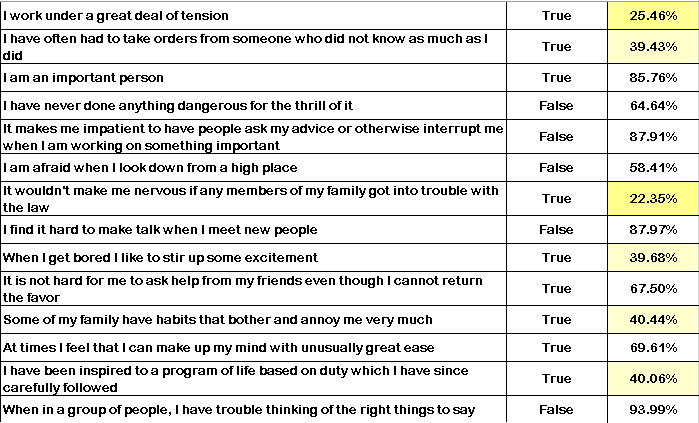 I work under a great deal of tension True 25.46%
I have often had to take orders from someone who did not know as much as I
did True 39.43%
I am an important person True 85.76%
I have never done anything dangerous for the thrill of it False 64.64%
It makes me impatient to have people ask my advice or otherwise interrupt me
when I am working on something important False 87.91%
I am afraid when I look down from a high place False 58.41%
It wouldn't make me nervous if any members of my family got into trouble with
the law True 22.35%
I find it hard to make talk when I meet new people False 87.97%
When I get bored I like to stir up some excitement True 39.68%
It is not hard for me to ask help from my friends even though I cannot return
the favor True 67.50%
Some of my family have habits that bother and annoy me very much True 40.44%
At times I feel that I can make up my mind with unusually great ease True 69.61%
I have been inspired to a program of life based on duty which I have since
carefully followed True 40.06%
When in a group of people, I have trouble thinking of the right things to say False 93.99%